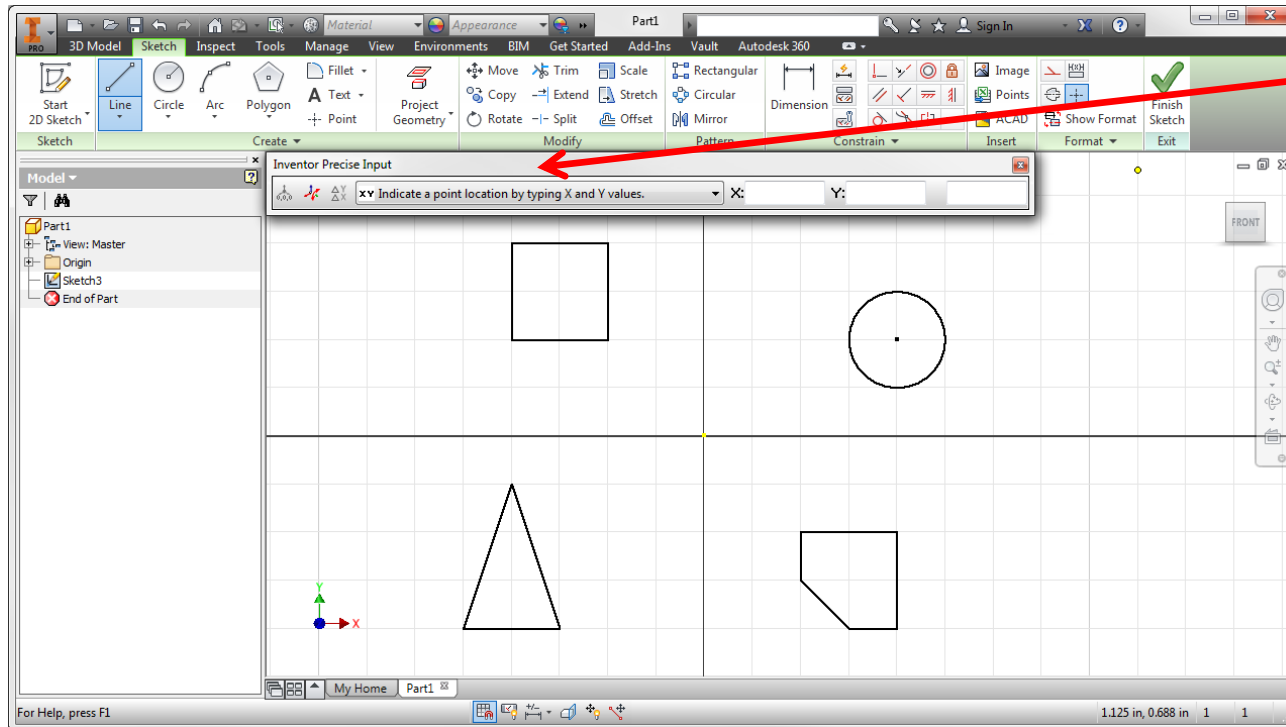 Material
Appearance
Part1
Sign In
PRO
3D Model Sketch Inspect Tools Manage View Environments BIM Get Started Add-Ins Vault Autodesk 360
Start
2D Sketch
Line
Circle
Arc
Polygon
Fillet
Text
Point
Project
Geometry
Move
Copy
Rotate
Trim
Extend
Split
Scale
Stretch
Offset
Rectangular
Circular
Mirror
Dimension
Image
Points
ACAD
Show Format
Finish
Sketch
Sketch
Create
Modify
Pattern
Constrain
Insert
Format
Exit
Model
Inventor Precise Input
XY Indicate a point location by typing X and Y values.
X:
Y:
Part1
View: Master
Origin
Sketch3
End of Part
FRONT
Y
X
My Home
Part1
For Help, press F1
1.125 in, 0.688 in 1 1